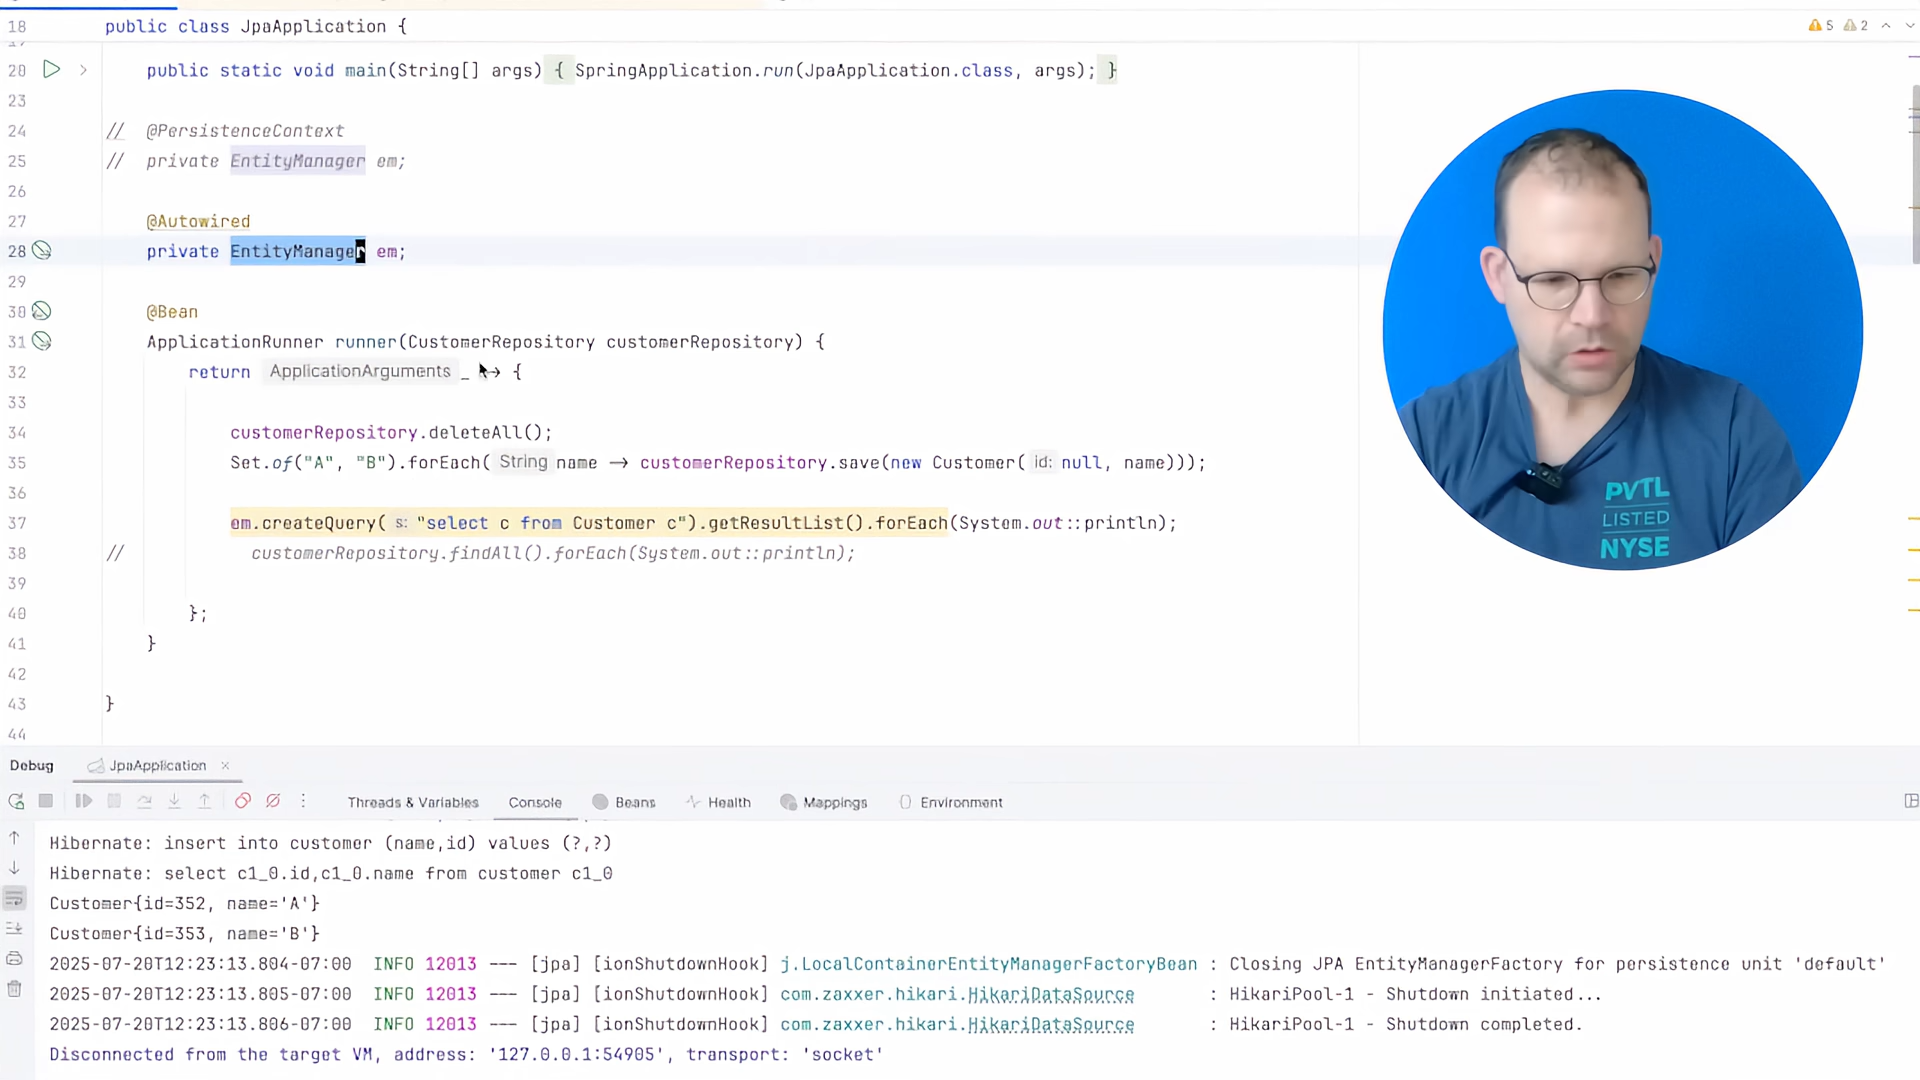 18 public class JpaApplication { 5 2
20 public static void main(String[] args) { SpringApplication.run(JpaApplication.class, args); }
23
24 // @PersistenceContext
25 // private EntityManager em;
26
27 @Autowired
28 private EntityManager em;
29
30 @Bean
31 ApplicationRunner runner(CustomerRepository customerRepository) {
32 return ApplicationArguments _ → {
33
34 customerRepository.deleteAll();
35 Set.of("A", "B").forEach( String name → customerRepository.save(new Customer( id: null, name)));
36
37 em.createQuery( s: "select c from Customer c").getResultList().forEach(System.out::println);
38 // customerRepository.findAll().forEach(System.out::println);
39
40 };
41 }
42
43 }
44
PVTL
LISTED
NYSE
Debug JpaApplication ×
Threads & Variables Console Beans Health Mappings Environment
Hibernate: insert into customer (name,id) values (?,?)
Hibernate: select c1_0.id,c1_0.name from customer c1_0
Customer{id=352, name='A'}
Customer{id=353, name='B'}
2025-07-20T12:23:13.804-07:00 INFO 12013 --- [jpa] [ionShutdownHook] j.LocalContainerEntityManagerFactoryBean : Closing JPA EntityManagerFactory for persistence unit 'default'
2025-07-20T12:23:13.805-07:00 INFO 12013 --- [jpa] [ionShutdownHook] com.zaxxer.hikari.HikariDataSource : HikariPool-1 - Shutdown initiated...
2025-07-20T12:23:13.806-07:00 INFO 12013 --- [jpa] [ionShutdownHook] com.zaxxer.hikari.HikariDataSource : HikariPool-1 - Shutdown completed.
Disconnected from the target VM, address: '127.0.0.1:54905', transport: 'socket'